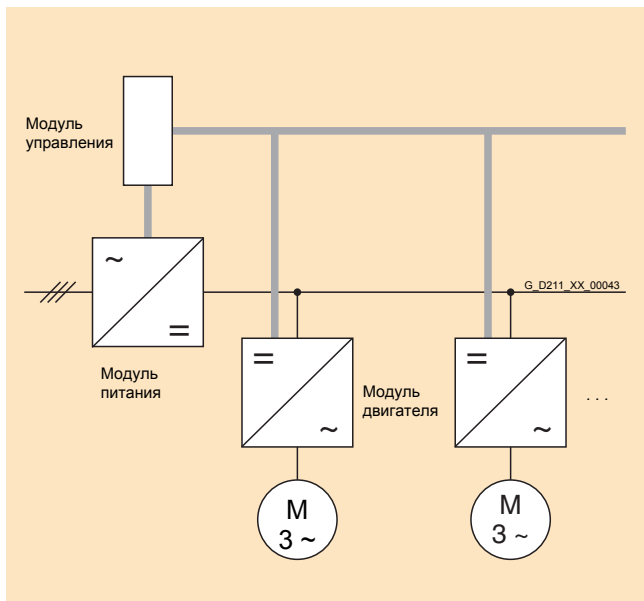 Модуль
управления
~
=
G_D211_XX_00043
Модуль
питания
=
~
Модуль
двигателя
=
~
. . .
M
3 ~
M
3 ~